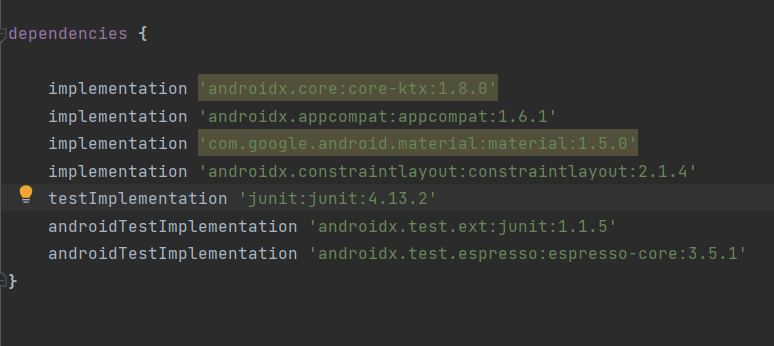 dependencies {
implementation 'androidx.core:core-ktx:1.8.0'
implementation 'androidx.appcompat:appcompat:1.6.1'
implementation 'com.google.android.material:material:1.5.0'
implementation 'androidx.constraintlayout:constraintlayout:2.1.4'
testImplementation 'junit:junit:4.13.2'
androidTestImplementation 'androidx.test.ext:junit:1.1.5'
androidTestImplementation 'androidx.test.espresso:espresso-core:3.5.1'
}